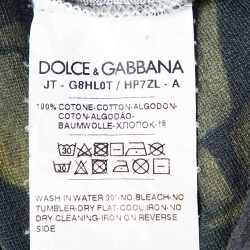 DOLCE & GABBANA
JT - G8HL0T / HP7ZL - A
100% COTONE-COTTON-ALGODON-
COTON-ALGODÃO-
BAUMWOLLE-ХЛОПОК-棉
WASH IN WATER 30°-NO BLEACH-NO
TUMBLER-DRY FLAT-COOL IRON-NO
DRY CLEANING-IRON ON REVERSE
SIDE